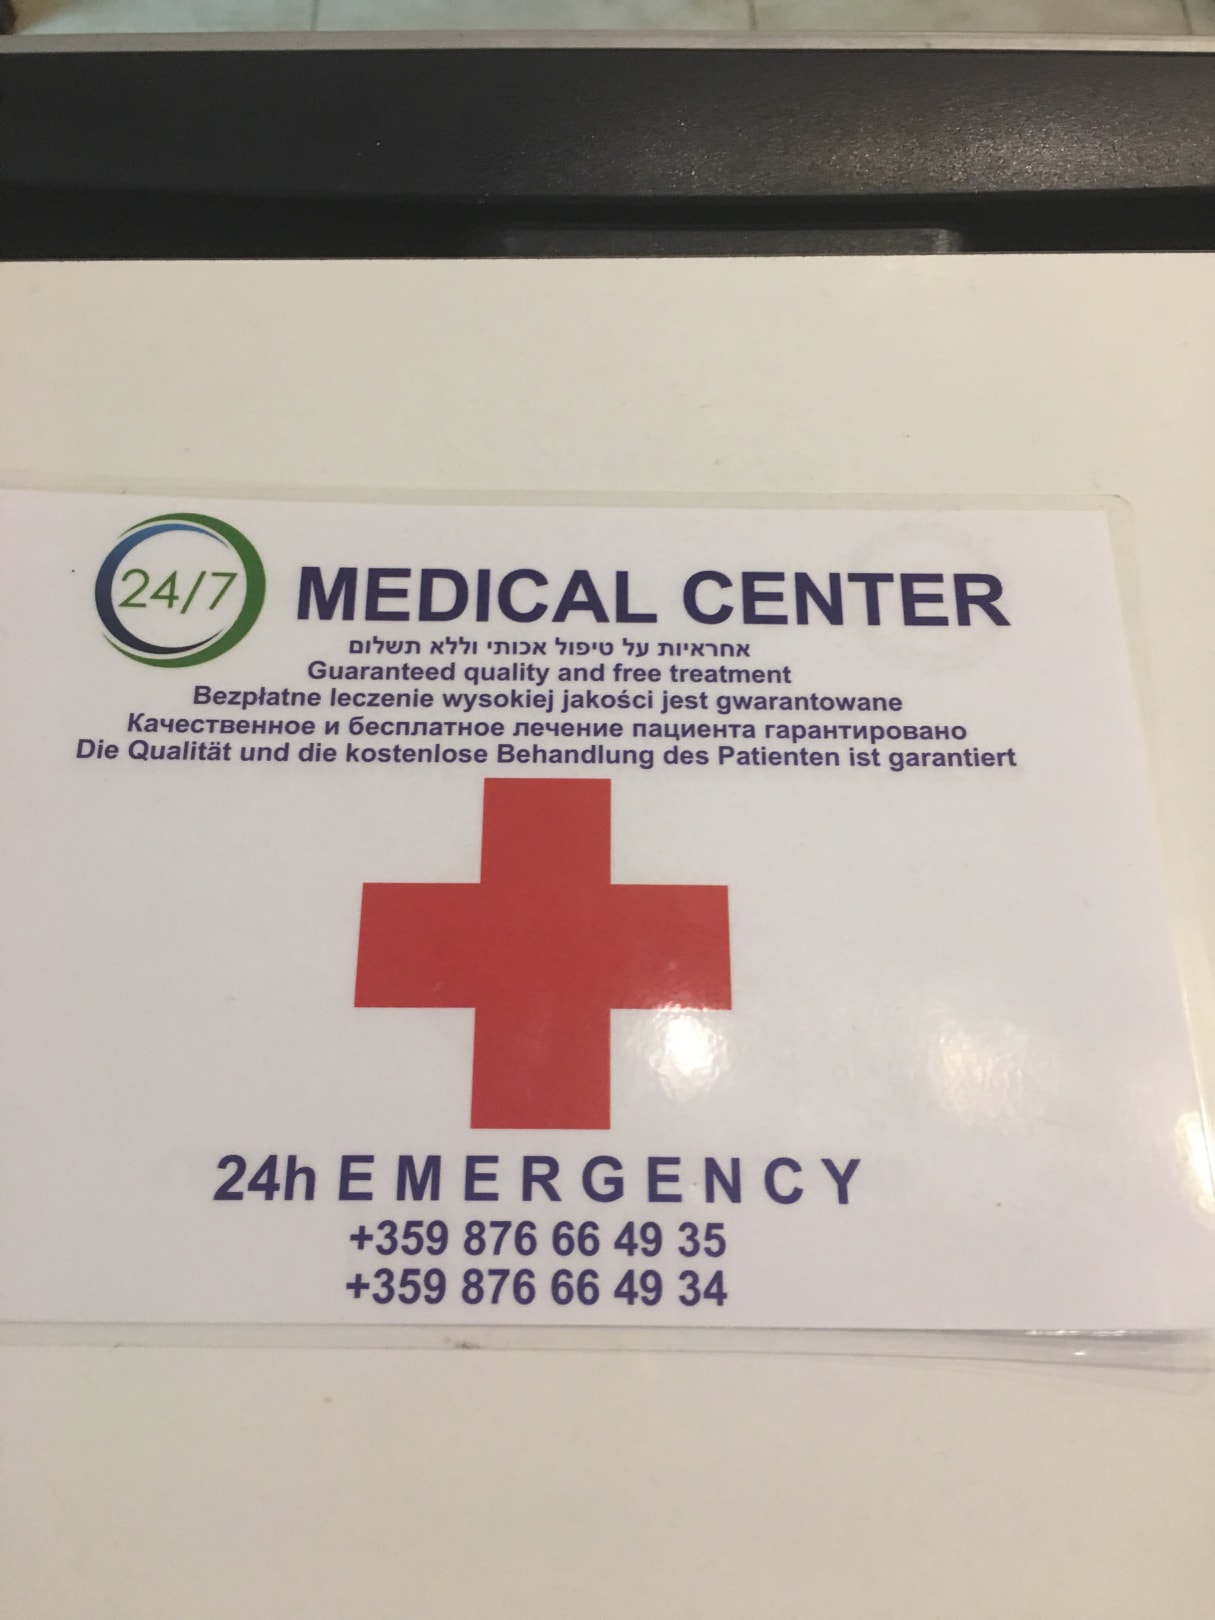 24/7
MEDICAL CENTER
אחראיות על טיפול אכותי וללא תשלום
Guaranteed quality and free treatment
Bezpłatne leczenie wysokiej jakości jest gwarantowane
Качественное и бесплатное лечение пациента гарантировано
Die Qualität und die kostenlose Behandlung des Patienten ist garantiert
24h E M E R G E N C Y
+359 876 66 49 35
+359 876 66 49 34